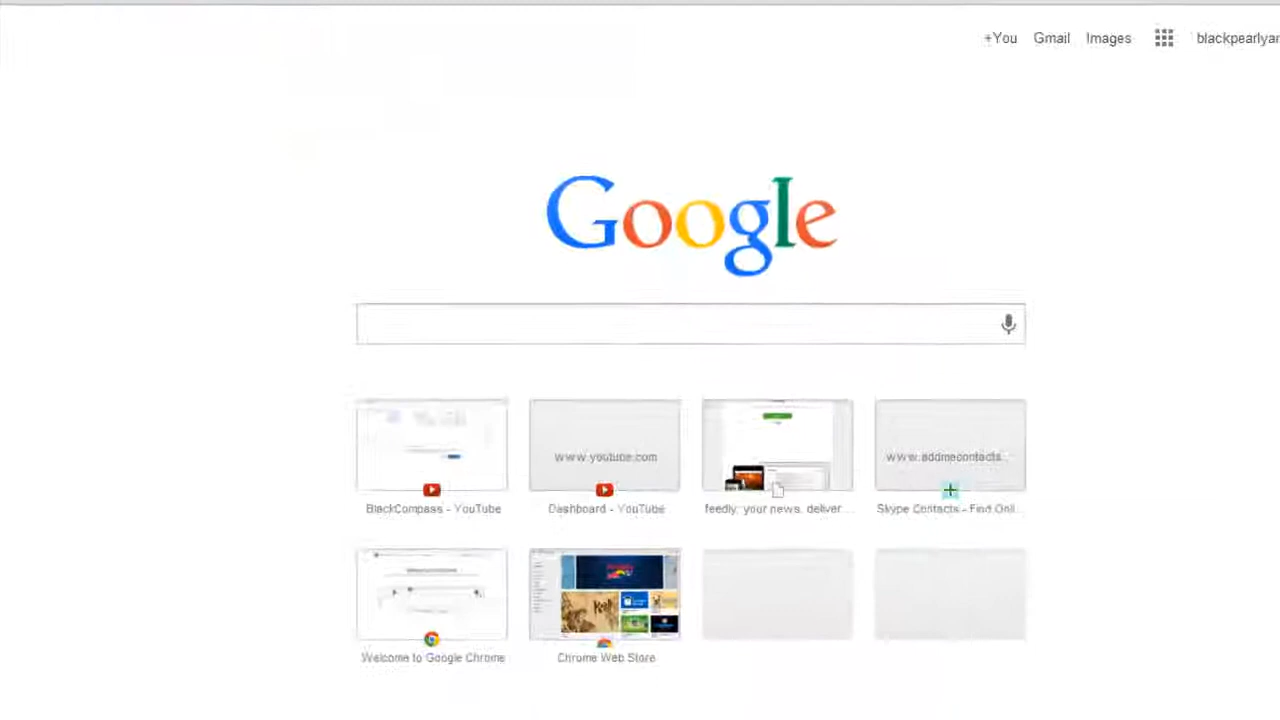 +You Gmail Images blackpearlyar
Google
www.youtube.com
www.addmecontacts...
BlackCompass - YouTube
Dashboard - YouTube
feedly: your news. deliver...
Skype Contacts - Find Onl...
Welcome to Google Chrome
Chrome Web Store